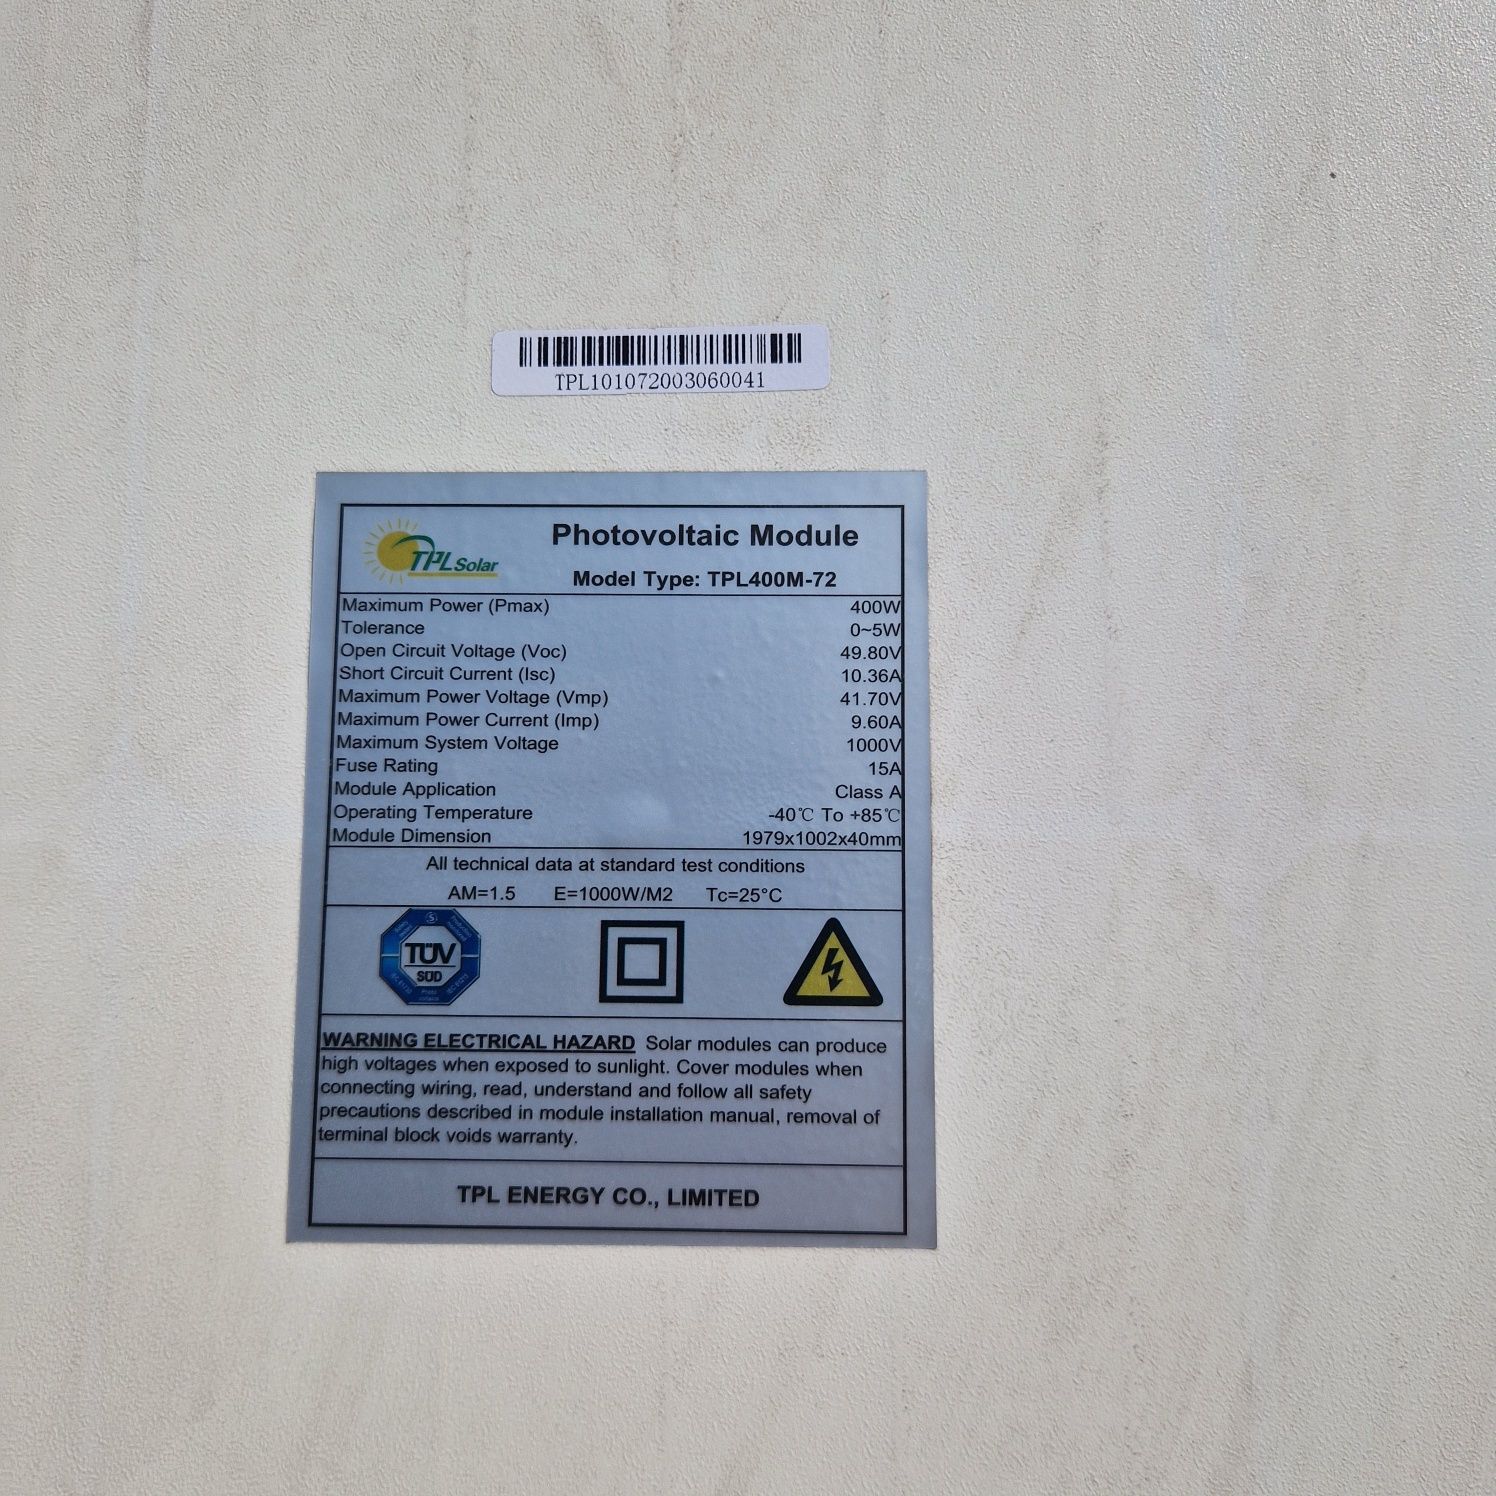 TPL101072003060041
TPL Solar
Photovoltaic Module
Model Type: TPL400M-72
Maximum Power (Pmax) 400W
Tolerance 0~5W
Open Circuit Voltage (Voc) 49.80V
Short Circuit Current (Isc) 10.36A
Maximum Power Voltage (Vmp) 41.70V
Maximum Power Current (Imp) 9.60A
Maximum System Voltage 1000V
Fuse Rating 15A
Module Application Class A
Operating Temperature -40℃ To +85℃
Module Dimension 1979x1002x40mm
All technical data at standard test conditions
AM=1.5 E=1000W/M2 Tc=25°C
TÜV
SÜD
WARNING ELECTRICAL HAZARD Solar modules can produce
high voltages when exposed to sunlight. Cover modules when
connecting wiring, read, understand and follow all safety
precautions described in module installation manual, removal of
terminal block voids warranty.
TPL ENERGY CO., LIMITED